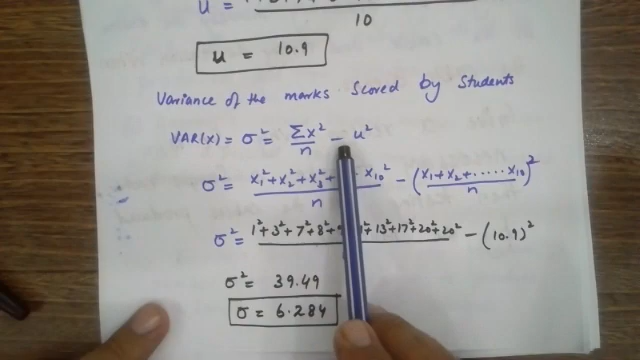 u =
10
u = 10.9
Variance of the marks Scored by Students
VAR(X) = σ² = Σx²/n - u²
σ² = x₁²+x₂²+x₃²+ x₁₀²/n - (x₁+x₂+.....x₁₀/n)²
σ² = 1²+3²+7²+8²+ +13²+17²+20²+20² - (10.9)²
σ² = 39.49
σ = 6.284